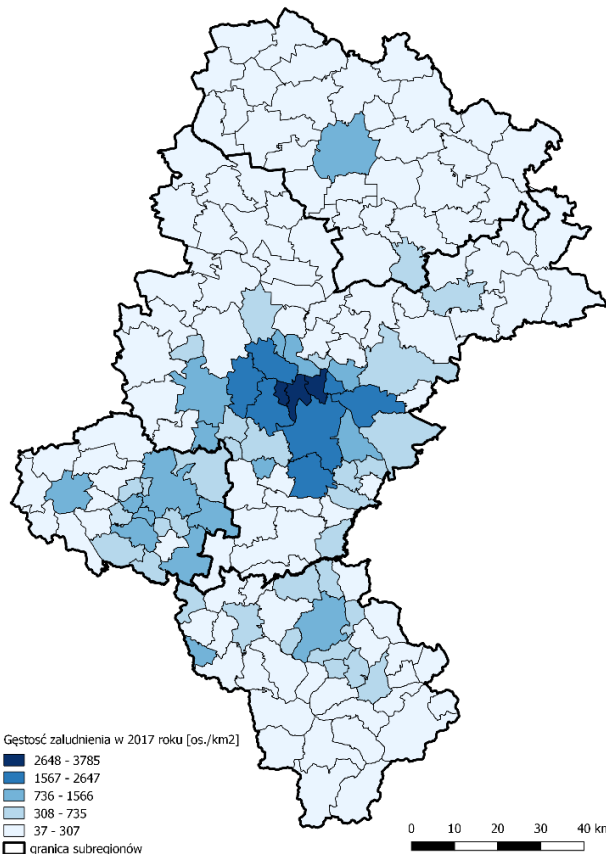 Gęstość zaludnienia w 2017 roku [os./km2]
2648 - 3785
1567 - 2647
736 - 1566
308 - 735
37 - 307
granica subregionów
0 10 20 30 40 km